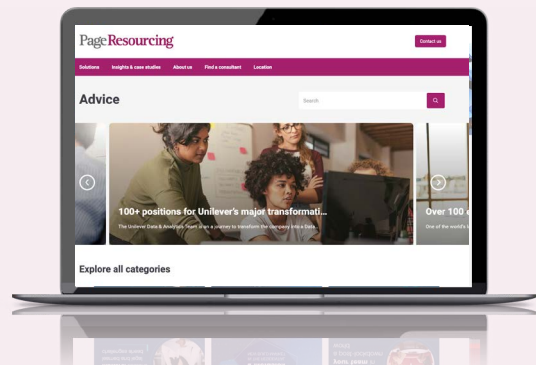 PageResourcing
Contact us
Solutions Insights & case studies About us Find a consultant Location
Advice
Search
100+ positions for Unilever's major transformati...
The Unilever Data & Analytics Team is on a journey to transform the company into a Data...
Over 100
One of the world's
Explore all categories